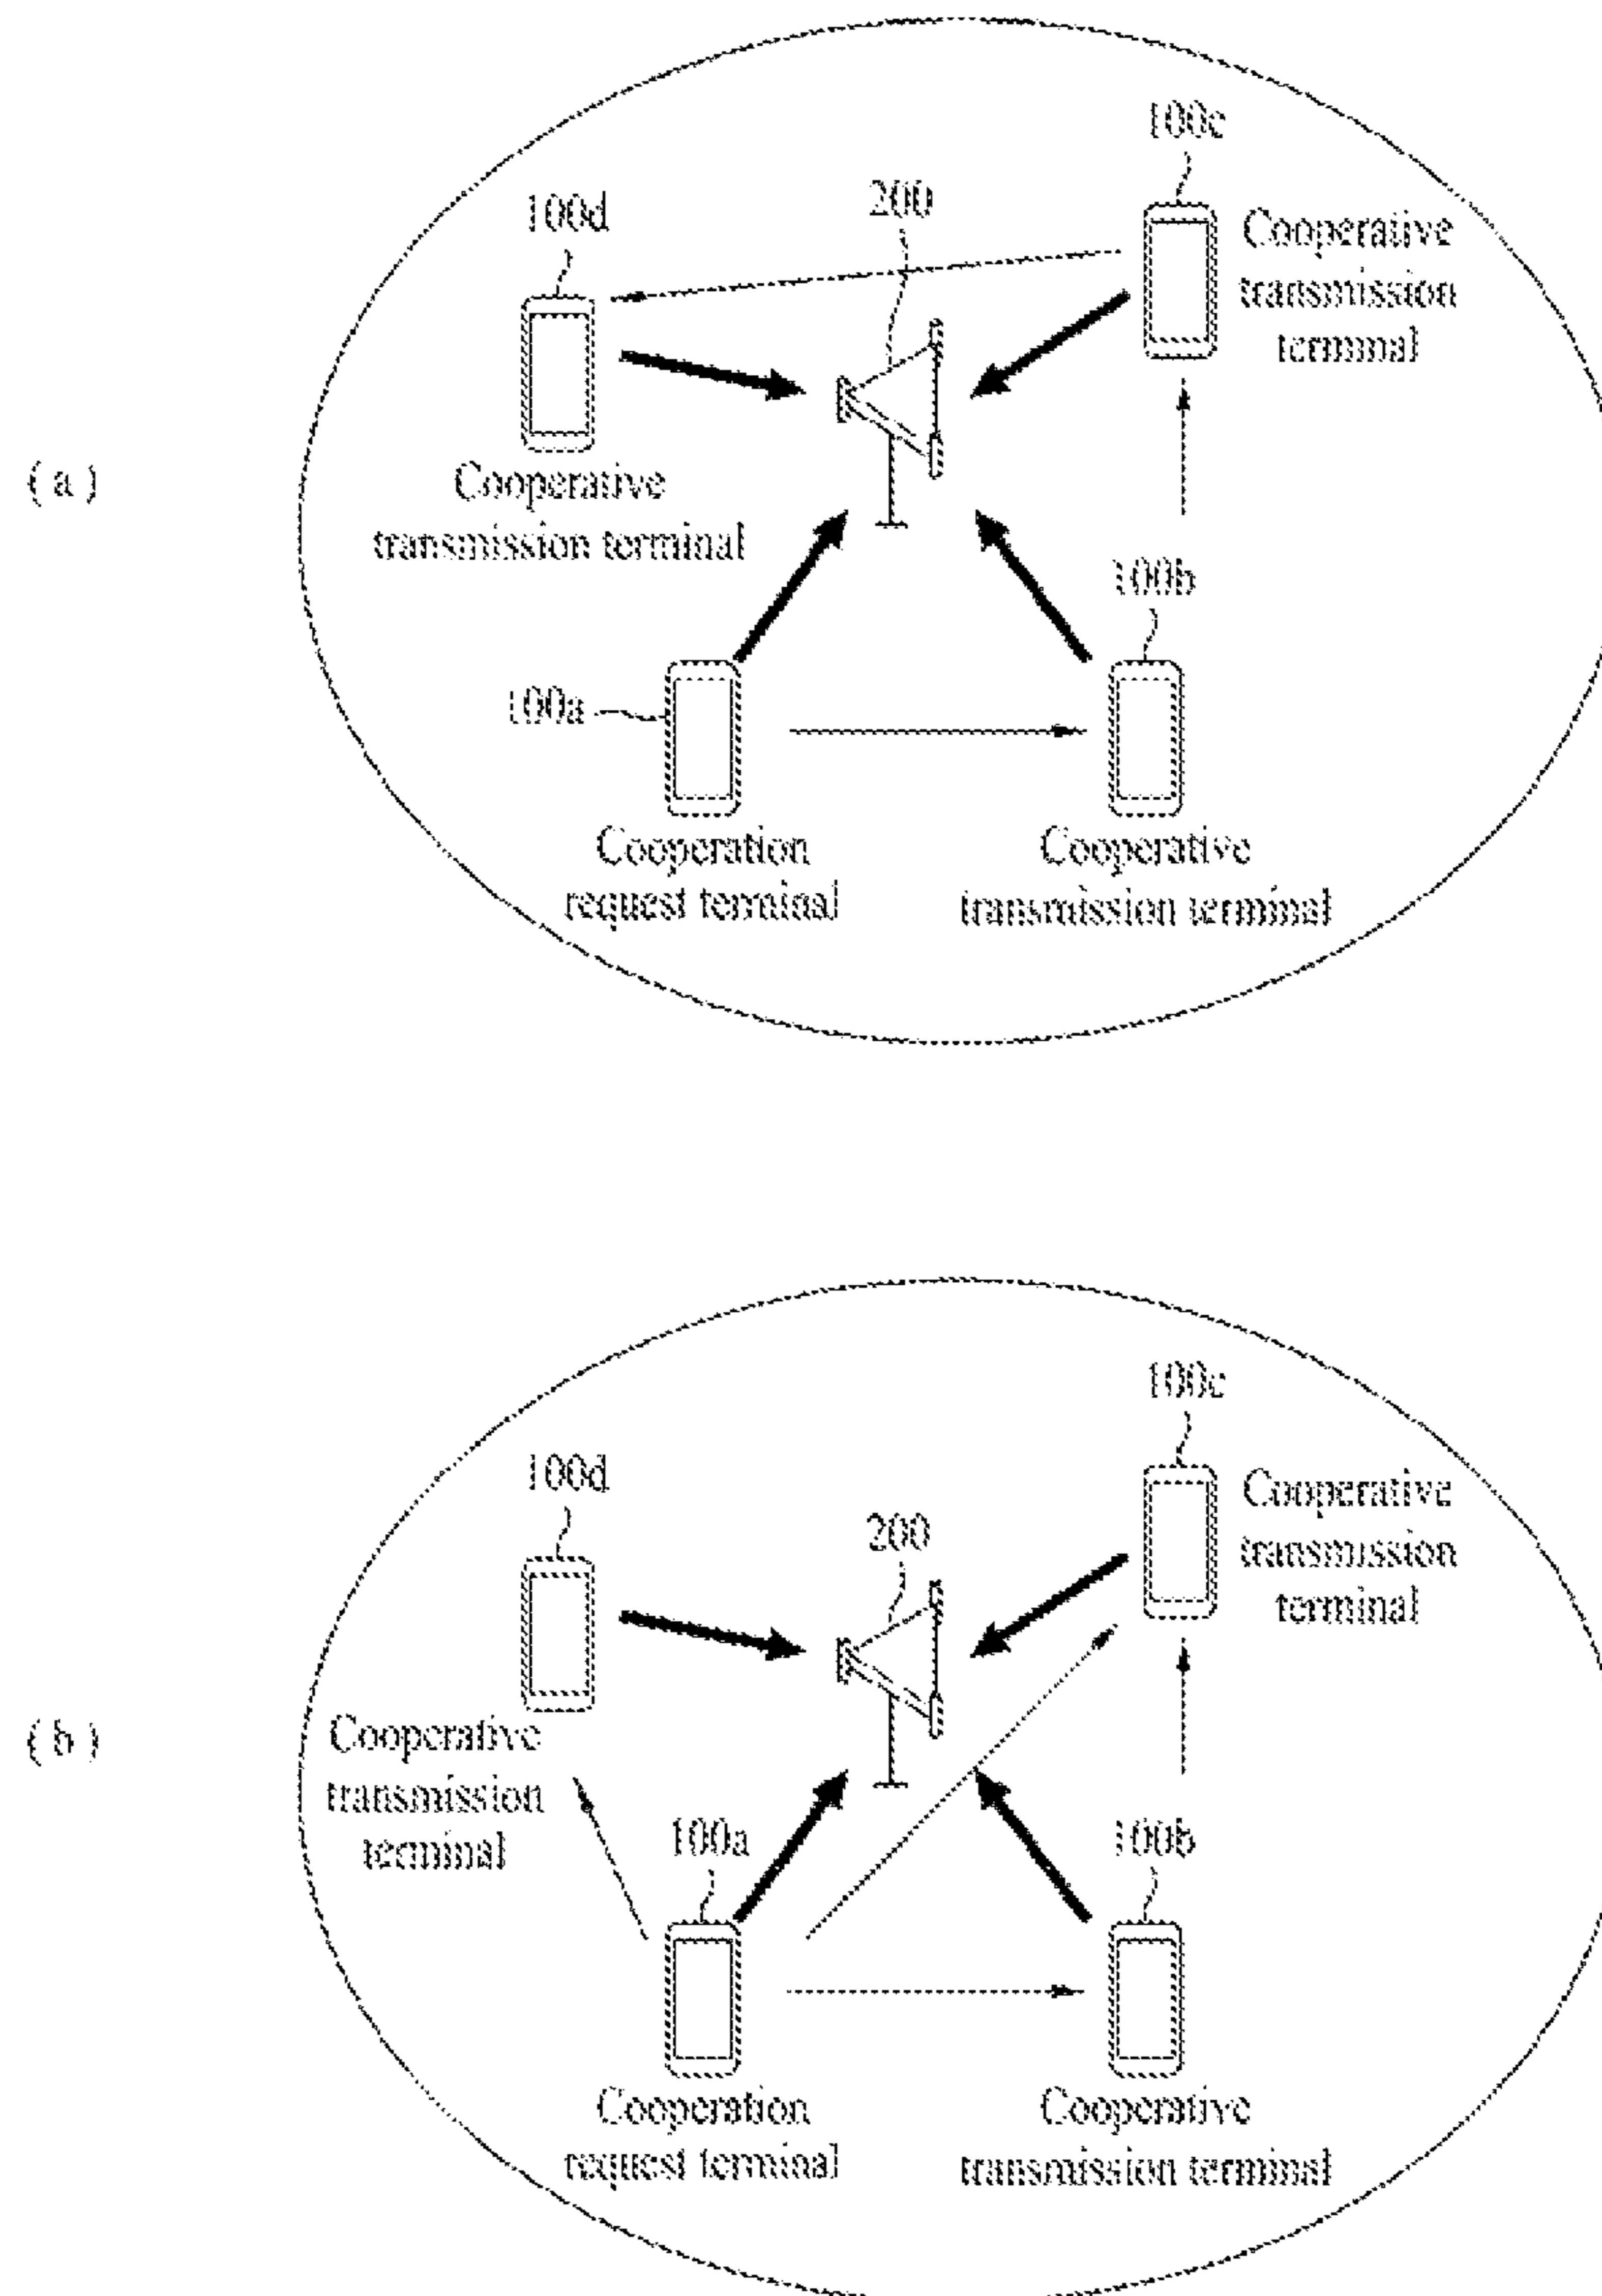 100c
200
100d
Cooperative
transmission
terminal
(a)
Cooperative
transmission terminal
100b
100a
Cooperation
request terminal
Cooperative
transmission terminal
100c
100d
Cooperative
transmission
terminal
200
(b)
Cooperative
transmission
terminal
100a
100b
Cooperation
request terminal
Cooperative
transmission terminal